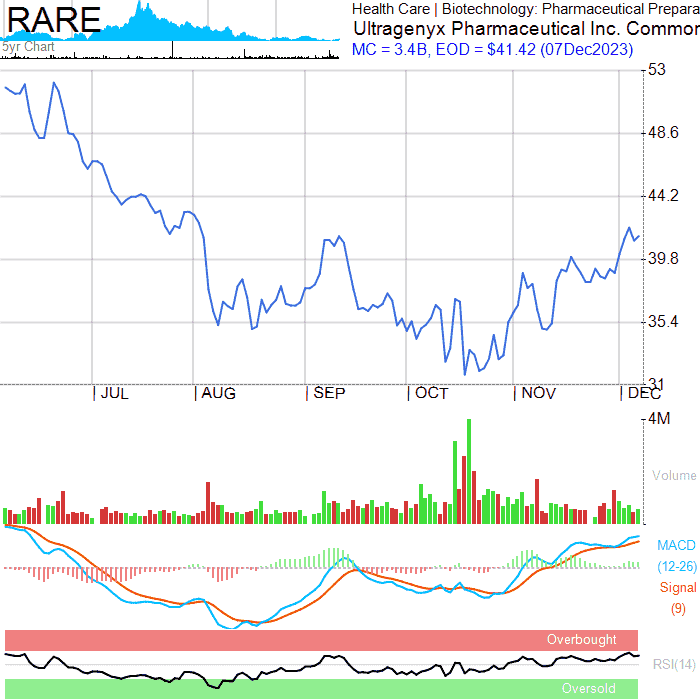 RARE
5yr Chart
Health Care | Biotechnology: Pharmaceutical Prepara
Ultragenyx Pharmaceutical Inc. Common
MC = 3.4B, EOD = $41.42 (07Dec2023)
53
48.6
44.2
39.8
35.4
31
JUL
AUG
SEP
OCT
NOV
DEC
4M
Volume
MACD
(12-26)
Signal
(9)
Overbought
RSI(14)
Oversold